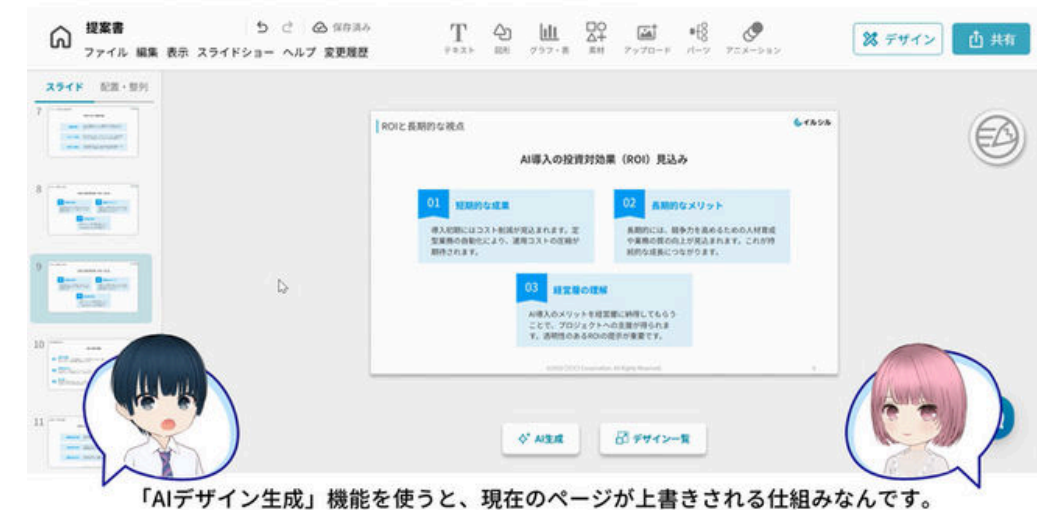 提案書
保存済み
ファイル 編集 表示 スライドショー ヘルプ 変更履歴
テキスト 図形 グラフ・表 素材 アップロード パーツ アニメーション
デザイン
共有
スライド 配置・整列
7
8
9
10
11
ROIと長期的な視点
イルシル
AI導入の投資対効果（ROI）見込み
01 短期的な成果
導入初期にはコスト削減が見込まれます。定
型業務の自動化により、運用コストの圧縮が
期待されます。
02 長期的なメリット
長期的には、競争力を高めるための人材育成
や業務の質の向上が見込まれます。これが持
続的な成長につながります。
03 経営層の理解
AI導入のメリットを経営層に納得してもらう
ことで、プロジェクトへの支援が得られま
す。透明性のあるROIの提示が重要です。
AI生成
デザイン一覧
「AIデザイン生成」機能を使うと、現在のページが上書きされる仕組みなんです。